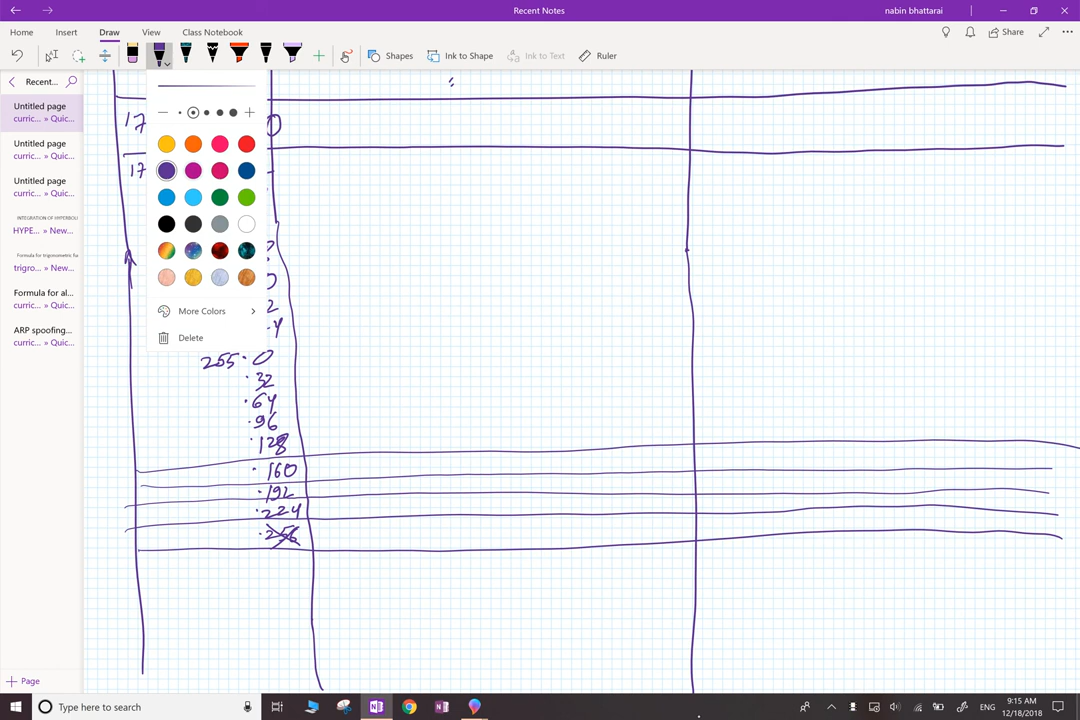 Recent Notes
nabin bhattarai
Home Insert Draw View Class Notebook
Share
Shapes Ink to Shape Ink to Text Ruler
Recent...
Untitled page
curric... » Quic...
Untitled page
curric... » Quic...
Untitled page
curric... » Quic...
INTEGRATION OF HYPERBOL
HYPE... » New...
Formula for trigonometric fu
trigro... » New...
Formula for al...
curric... » Quic...
ARP spoofing...
curric... » Quic...
More Colors
Delete
17
0
17
255.0
.32
.64
.96
.128
.160
.192
.224
.256
Page
Type here to search
ENG
9:15 AM
12/18/2018